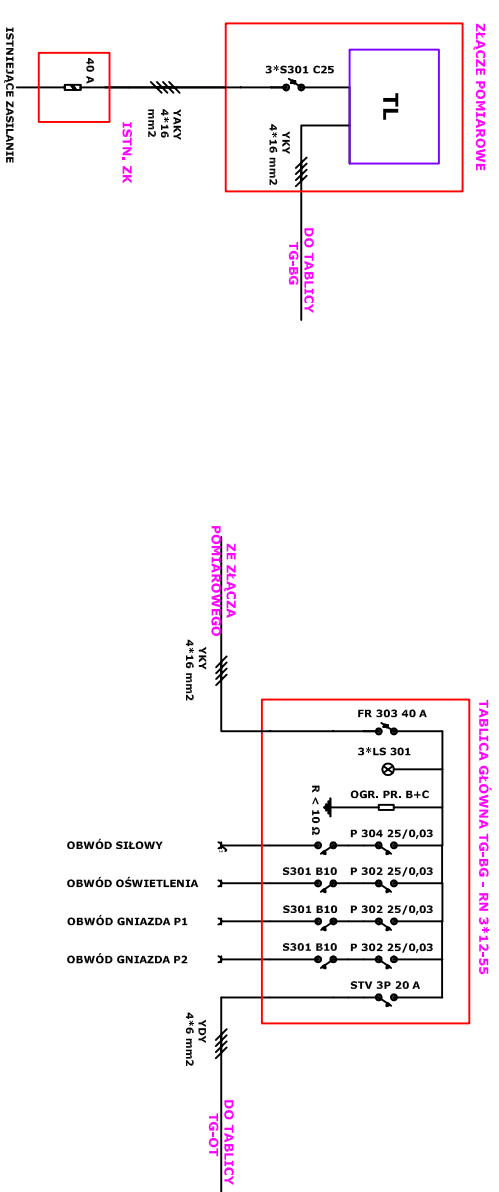 ZŁĄCZE POMIAROWE
TL
3*S301 C25
40 A
ISTNIEJĄCE ZASILANIE
YAKY
4*16
mm2
ISTN. ZK
YKY
4*16 mm2
DO TABLICY
TG-BG
ZE ZŁĄCZA
POMIAROWEGO
YKY
4*16 mm2
TABLICA GŁÓWNA TG-BG - RN 3*12-55
FR 303 40 A
3*LS 301
OGR. PR. B+C
R < 10 Ω
P 304 25/0,03
OBWÓD SIŁOWY
S301 B10 P 302 25/0,03
OBWÓD OŚWIETLENIA
S301 B10 P 302 25/0,03
OBWÓD GNIAZDA P1
S301 B10 P 302 25/0,03
OBWÓD GNIAZDA P2
STV 3P 20 A
YDY
4*6 mm2
DO TABLICY
TG-OT